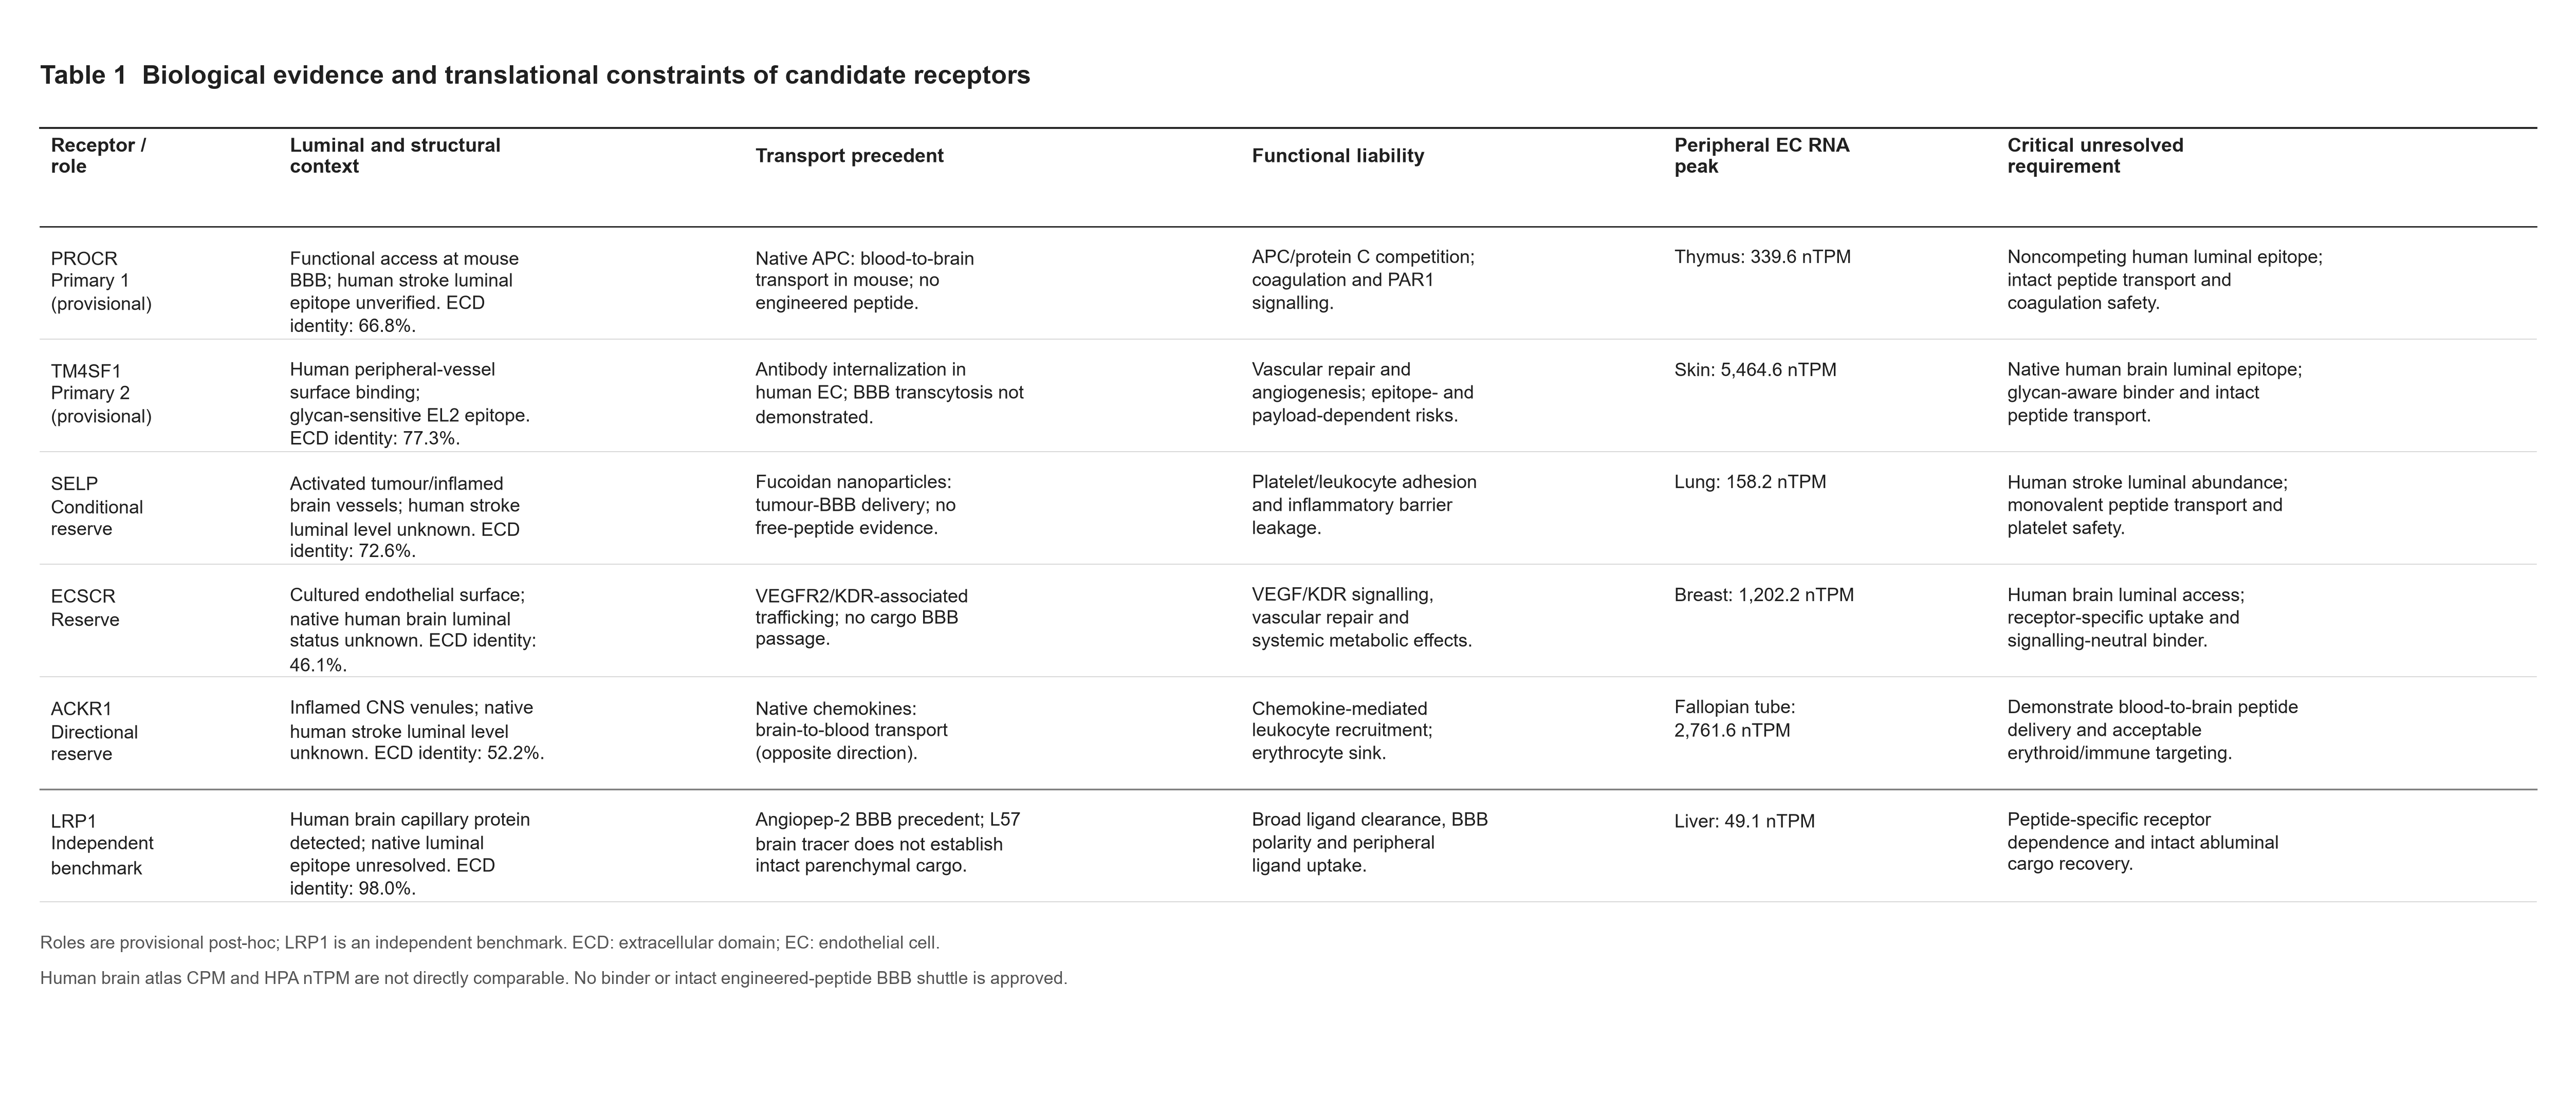 Table 1  Biological evidence and translational constraints of candidate receptors
Receptor /
role
Luminal and structural
context
Transport precedent
Functional liability
Peripheral EC RNA
peak
Critical unresolved
requirement
PROCR
Primary 1
(provisional)
Functional access at mouse
BBB; human stroke luminal
epitope unverified. ECD
identity: 66.8%.
Native APC: blood-to-brain
transport in mouse; no
engineered peptide.
APC/protein C competition;
coagulation and PAR1
signalling.
Thymus: 339.6 nTPM
Noncompeting human luminal epitope;
intact peptide transport and
coagulation safety.
TM4SF1
Primary 2
(provisional)
Human peripheral-vessel
surface binding;
glycan-sensitive EL2 epitope.
ECD identity: 77.3%.
Antibody internalization in
human EC; BBB transcytosis not
demonstrated.
Vascular repair and
angiogenesis; epitope- and
payload-dependent risks.
Skin: 5,464.6 nTPM
Native human brain luminal epitope;
glycan-aware binder and intact
peptide transport.
SELP
Conditional
reserve
Activated tumour/inflamed
brain vessels; human stroke
luminal level unknown. ECD
identity: 72.6%.
Fucoidan nanoparticles:
tumour-BBB delivery; no
free-peptide evidence.
Platelet/leukocyte adhesion
and inflammatory barrier
leakage.
Lung: 158.2 nTPM
Human stroke luminal abundance;
monovalent peptide transport and
platelet safety.
ECSCR
Reserve
Cultured endothelial surface;
native human brain luminal
status unknown. ECD identity:
46.1%.
VEGFR2/KDR-associated
trafficking; no cargo BBB
passage.
VEGF/KDR signalling,
vascular repair and
systemic metabolic effects.
Breast: 1,202.2 nTPM
Human brain luminal access;
receptor-specific uptake and
signalling-neutral binder.
ACKR1
Directional
reserve
Inflamed CNS venules; native
human stroke luminal level
unknown. ECD identity: 52.2%.
Native chemokines:
brain-to-blood transport
(opposite direction).
Chemokine-mediated
leukocyte recruitment;
erythrocyte sink.
Fallopian tube:
2,761.6 nTPM
Demonstrate blood-to-brain peptide
delivery and acceptable
erythroid/immune targeting.
LRP1
Independent
benchmark
Human brain capillary protein
detected; native luminal
epitope unresolved. ECD
identity: 98.0%.
Angiopep-2 BBB precedent; L57
brain tracer does not establish
intact parenchymal cargo.
Broad ligand clearance, BBB
polarity and peripheral
ligand uptake.
Liver: 49.1 nTPM
Peptide-specific receptor
dependence and intact abluminal
cargo recovery.
Roles are provisional post-hoc; LRP1 is an independent benchmark. ECD: extracellular domain; EC: endothelial cell.
Human brain atlas CPM and HPA nTPM are not directly comparable. No binder or intact engineered-peptide BBB shuttle is approved.